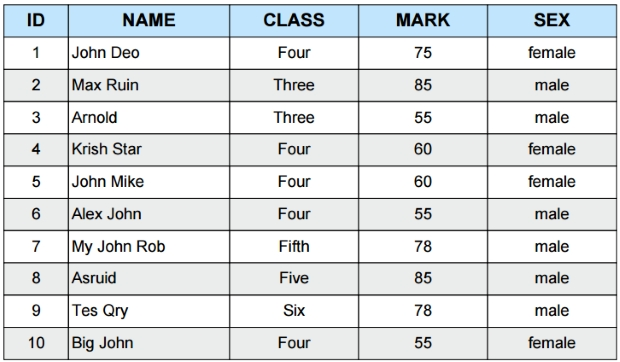 ID NAME CLASS MARK SEX
1 John Deo Four 75 female
2 Max Ruin Three 85 male
3 Arnold Three 55 male
4 Krish Star Four 60 female
5 John Mike Four 60 female
6 Alex John Four 55 male
7 My John Rob Fifth 78 male
8 Asruid Five 85 male
9 Tes Qry Six 78 male
10 Big John Four 55 female